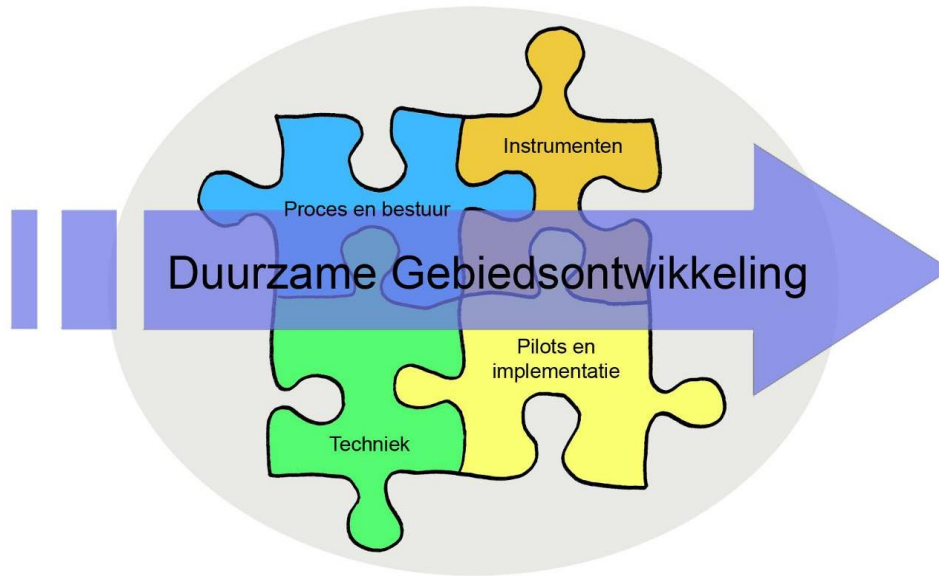 Instrumenten
Proces en bestuur
Duurzame Gebiedsontwikkeling
Pilots en
implementatie
Techniek